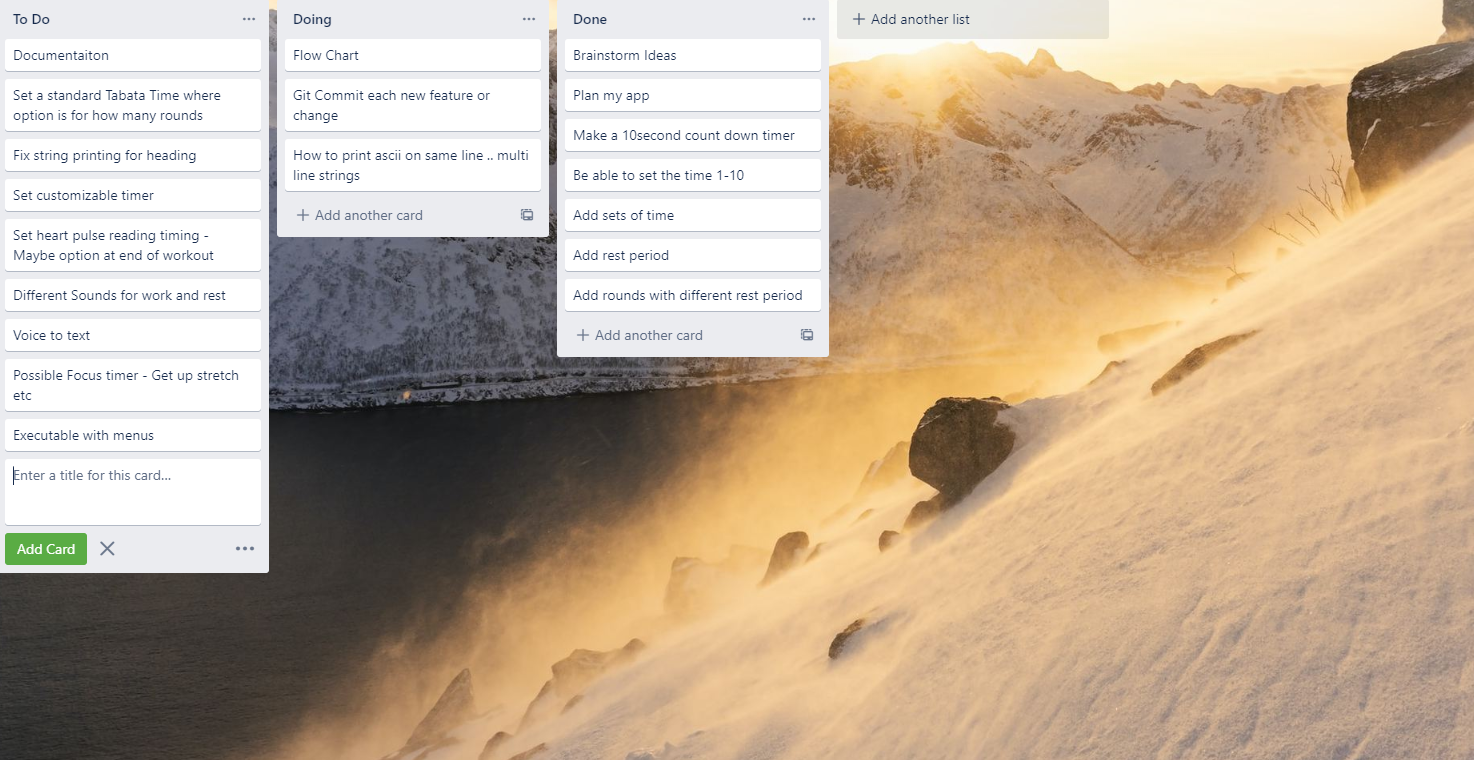 To Do
Documentaiton
Set a standard Tabata Time where
option is for how many rounds
Fix string printing for heading
Set customizable timer
Set heart pulse reading timing -
Maybe option at end of workout
Different Sounds for work and rest
Voice to text
Possible Focus timer - Get up stretch
etc
Executable with menus
Enter a title for this card...
Add Card
Doing
Flow Chart
Git Commit each new feature or
change
How to print ascii on same line .. multi
line strings
Add another card
Done
Brainstorm Ideas
Plan my app
Make a 10second count down timer
Be able to set the time 1-10
Add sets of time
Add rest period
Add rounds with different rest period
Add another card
Add another list